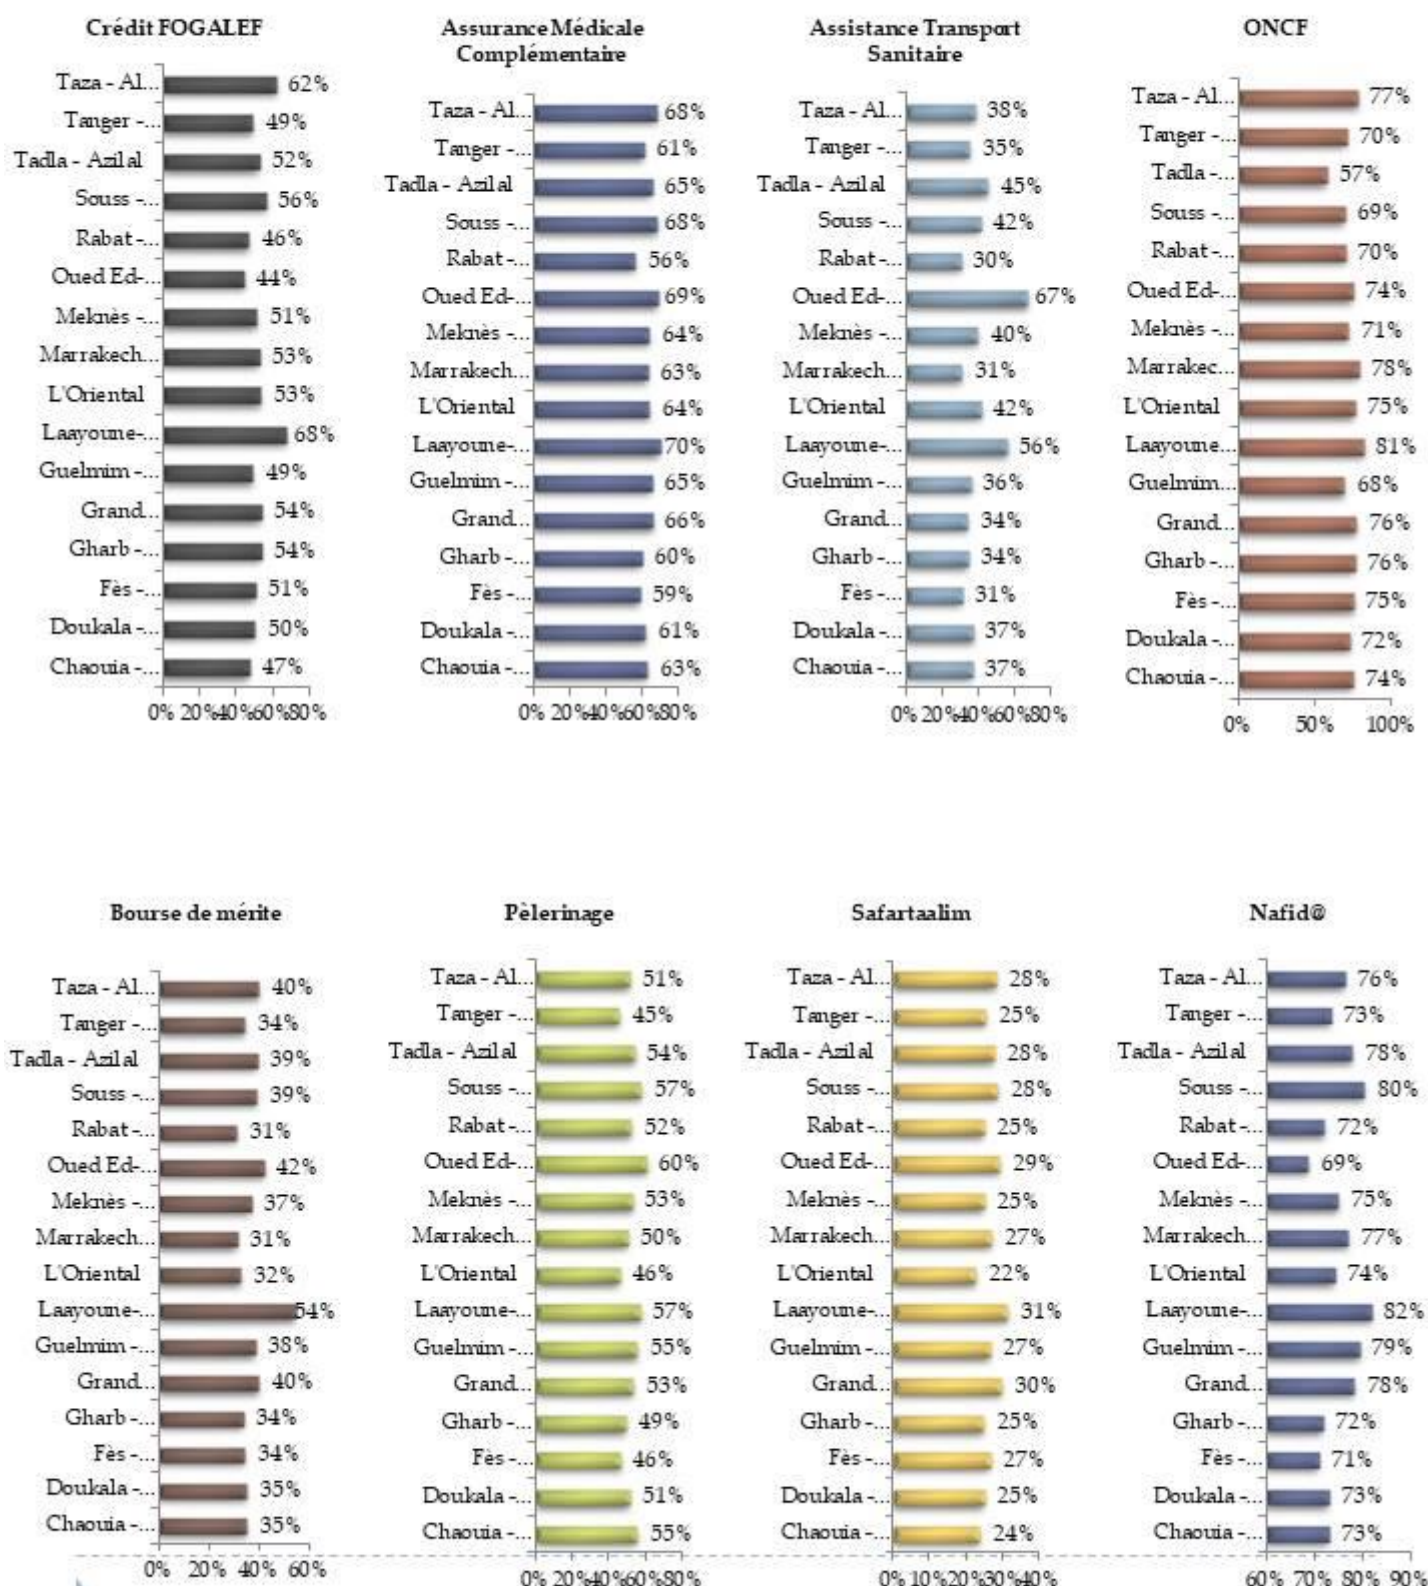 Crédit FOGALEF
Taza - Al... 62%
Tanger -... 49%
Tadla - Azilal 52%
Souss -... 56%
Rabat -... 46%
Oued Ed-... 44%
Meknès -... 51%
Marrakech... 53%
L'Oriental 53%
Laayoune-... 68%
Guelmim -... 49%
Grand... 54%
Gharb -... 54%
Fès -... 51%
Doukala -... 50%
Chaouia -... 47%
0% 20% 40% 60% 80%
Assurance Médicale
Complémentaire
Taza - Al... 68%
Tanger -... 61%
Tadla - Azilal 65%
Souss -... 68%
Rabat -... 56%
Oued Ed-... 69%
Meknès -... 64%
Marrakech... 63%
L'Oriental 64%
Laayoune-... 70%
Guelmim -... 65%
Grand... 66%
Gharb -... 60%
Fès -... 59%
Doukala -... 61%
Chaouia -... 63%
0% 20% 40% 60% 80%
Assistance Transport
Sanitaire
Taza - Al... 38%
Tanger -... 35%
Tadla - Azilal 45%
Souss -... 42%
Rabat -... 30%
Oued Ed-... 67%
Meknès -... 40%
Marrakech... 31%
L'Oriental 42%
Laayoune-... 56%
Guelmim -... 36%
Grand... 34%
Gharb -... 34%
Fès -... 31%
Doukala -... 37%
Chaouia -... 37%
0% 20% 40% 60% 80%
ONCF
Taza - Al... 77%
Tanger -... 70%
Tadla -... 57%
Souss -... 69%
Rabat -... 70%
Oued Ed-... 74%
Meknès -... 71%
Marrakec... 78%
L'Oriental 75%
Laayoune... 81%
Guelmim... 68%
Grand... 76%
Gharb -... 76%
Fès -... 75%
Doukala -... 72%
Chaouia -... 74%
0% 50% 100%
Bourse de mérite
Taza - Al... 40%
Tanger -... 34%
Tadla - Azilal 39%
Souss -... 39%
Rabat -... 31%
Oued Ed-... 42%
Meknès -... 37%
Marrakech... 31%
L'Oriental 32%
Laayoune-... 54%
Guelmim -... 38%
Grand... 40%
Gharb -... 34%
Fès -... 34%
Doukala -... 35%
Chaouia -... 35%
0% 20% 40% 60%
Pèlerinage
Taza - Al... 51%
Tanger -... 45%
Tadla - Azilal 54%
Souss -... 57%
Rabat -... 52%
Oued Ed-... 60%
Meknès -... 53%
Marrakech... 50%
L'Oriental 46%
Laayoune-... 57%
Guelmim -... 55%
Grand... 53%
Gharb -... 49%
Fès -... 46%
Doukala -... 51%
Chaouia -... 55%
0% 20% 40% 60% 80%
Safartaalim
Taza - Al... 28%
Tanger -... 25%
Tadla - Azilal 28%
Souss -... 28%
Rabat -... 25%
Oued Ed-... 29%
Meknès -... 25%
Marrakech... 27%
L'Oriental 22%
Laayoune-... 31%
Guelmim -... 27%
Grand... 30%
Gharb -... 25%
Fès -... 27%
Doukala -... 25%
Chaouia -... 24%
0% 10% 20% 30% 40%
Nafid@
Taza - Al... 76%
Tanger -... 73%
Tadla - Azilal 78%
Souss -... 80%
Rabat -... 72%
Oued Ed-... 69%
Meknès -... 75%
Marrakech... 77%
L'Oriental 74%
Laayoune-... 82%
Guelmim -... 79%
Grand... 78%
Gharb -... 72%
Fès -... 71%
Doukala -... 73%
Chaouia -... 73%
60% 70% 80% 90%